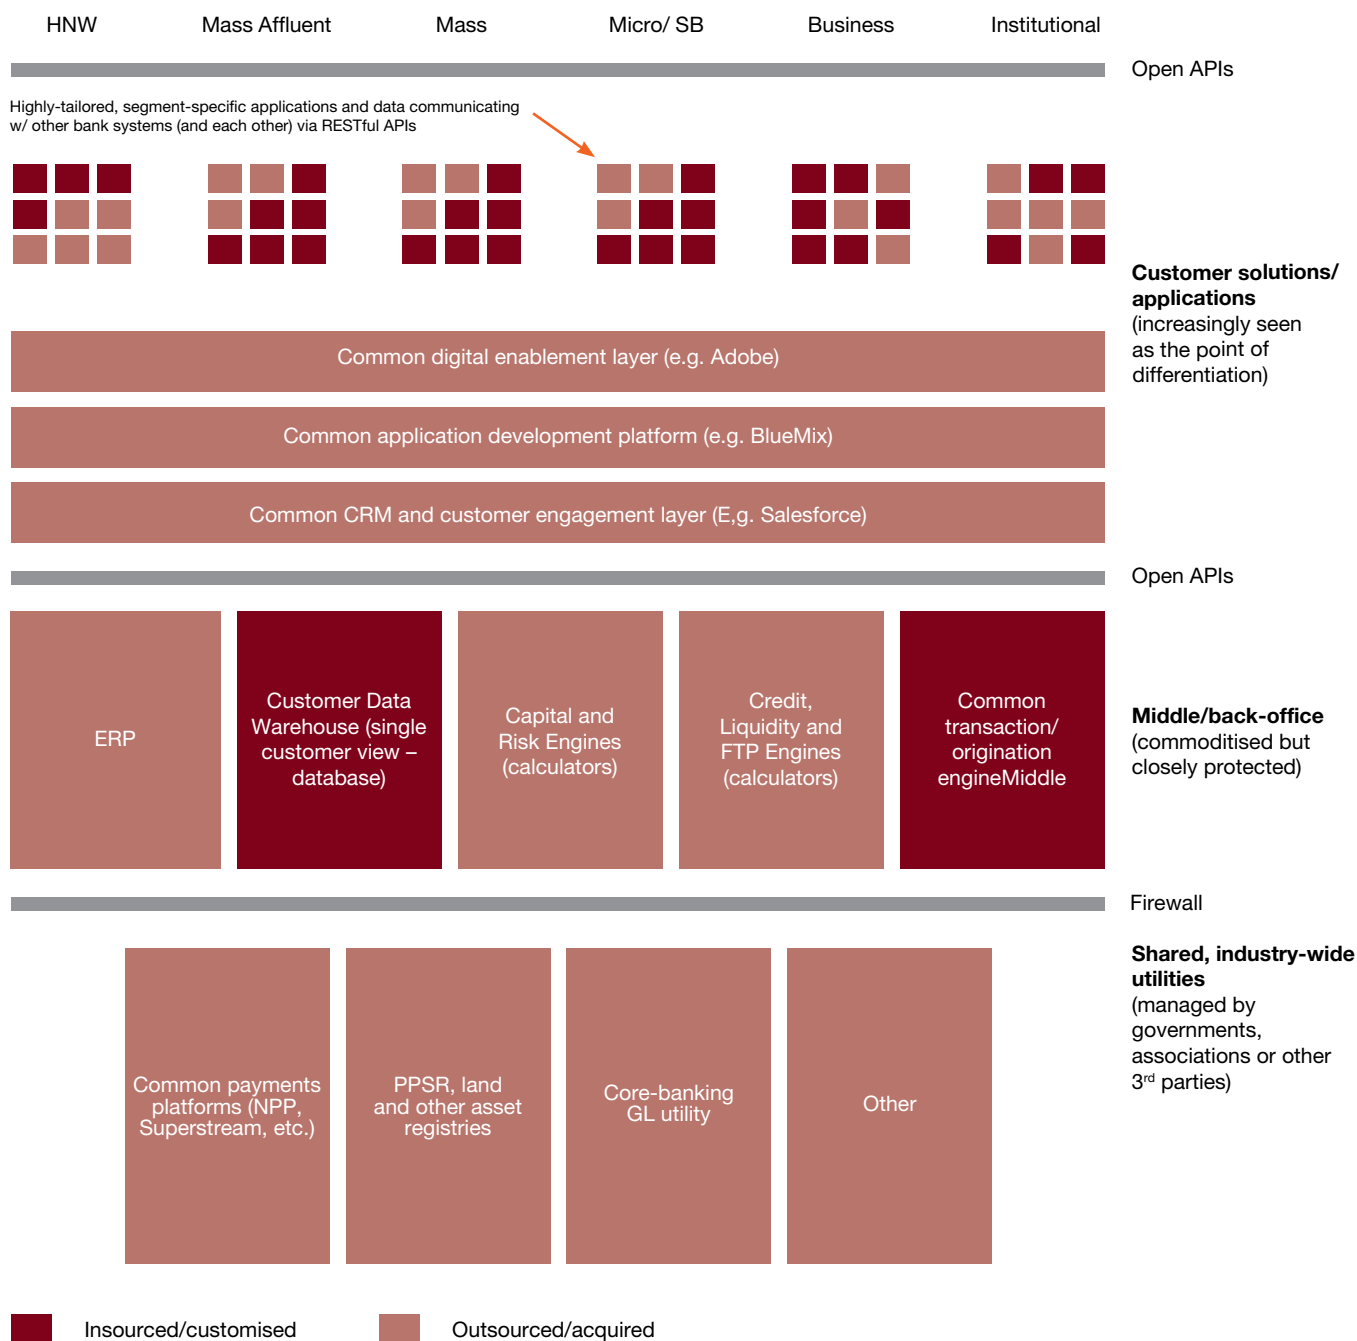 HNW
Mass Affluent
Mass
Micro/ SB
Business
Institutional
Open APIs
Highly-tailored, segment-specific applications and data communicating
w/ other bank systems (and each other) via RESTful APIs
Customer solutions/
applications
(increasingly seen
as the point of
differentiation)
Common digital enablement layer (e.g. Adobe)
Common application development platform (e.g. BlueMix)
Common CRM and customer engagement layer (E,g. Salesforce)
Open APIs
ERP
Customer Data
Warehouse (single
customer view –
database)
Capital and
Risk Engines
(calculators)
Credit,
Liquidity and
FTP Engines
(calculators)
Common
transaction/
origination
engineMiddle
Middle/back-office
(commoditised but
closely protected)
Firewall
Shared, industry-wide
utilities
(managed by
governments,
associations or other
3rd parties)
Common payments
platforms (NPP,
Superstream, etc.)
PPSR, land
and other asset
registries
Core-banking
GL utility
Other
Insourced/customised
Outsourced/acquired